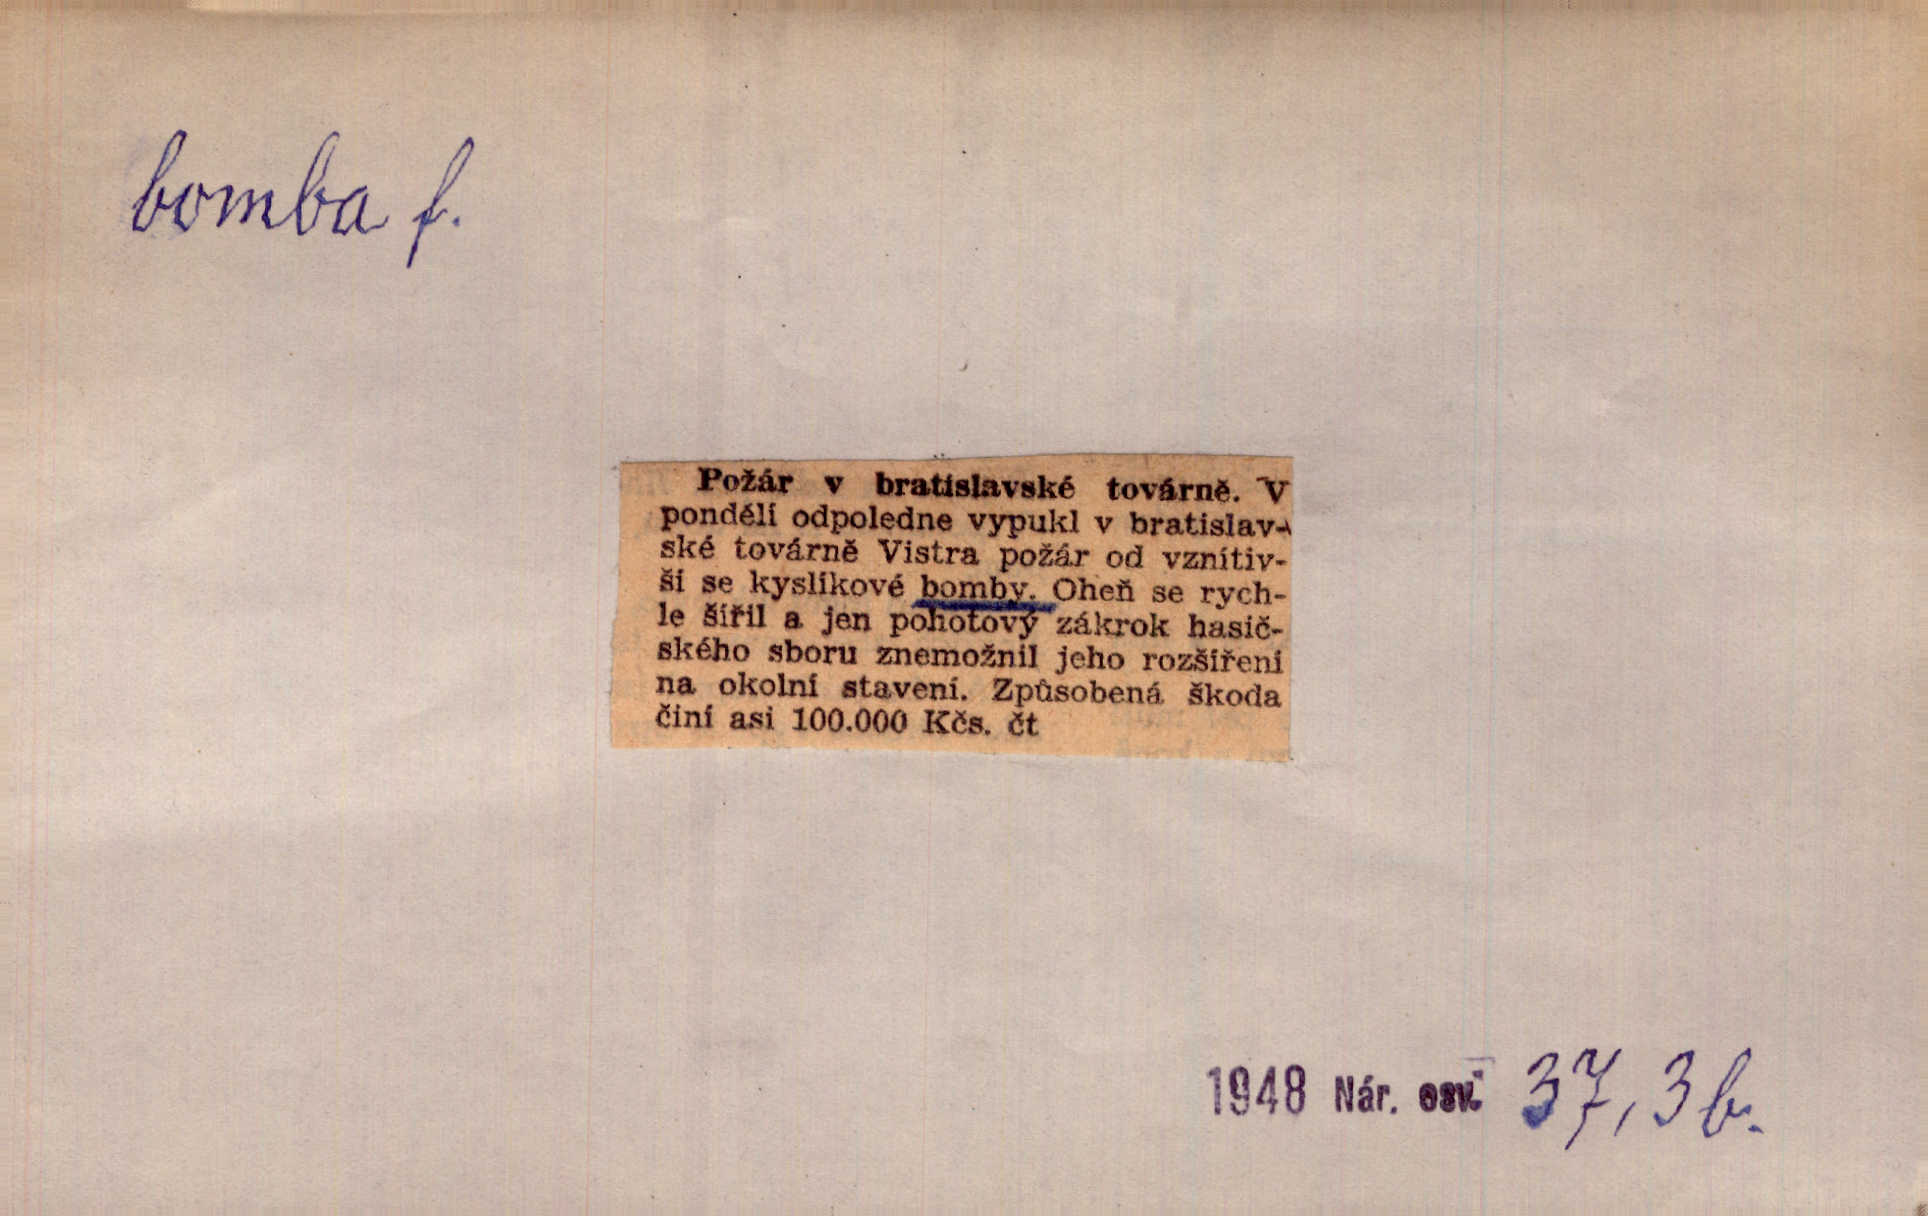 bomba f.
Požár v bratislavské továrně. V
pondělí odpoledne vypukl v bratislav-
ské továrně Vistra požár od vznítiv-
ší se kyslíkové bomby. Oheň se rych-
le šířil a jen pohotový zákrok hasič-
ského sboru znemožnil jeho rozšíření
na okolní stavení. Způsobená škoda
činí asi 100.000 Kčs. čt
1948 Nár. osv. 37, 3b.